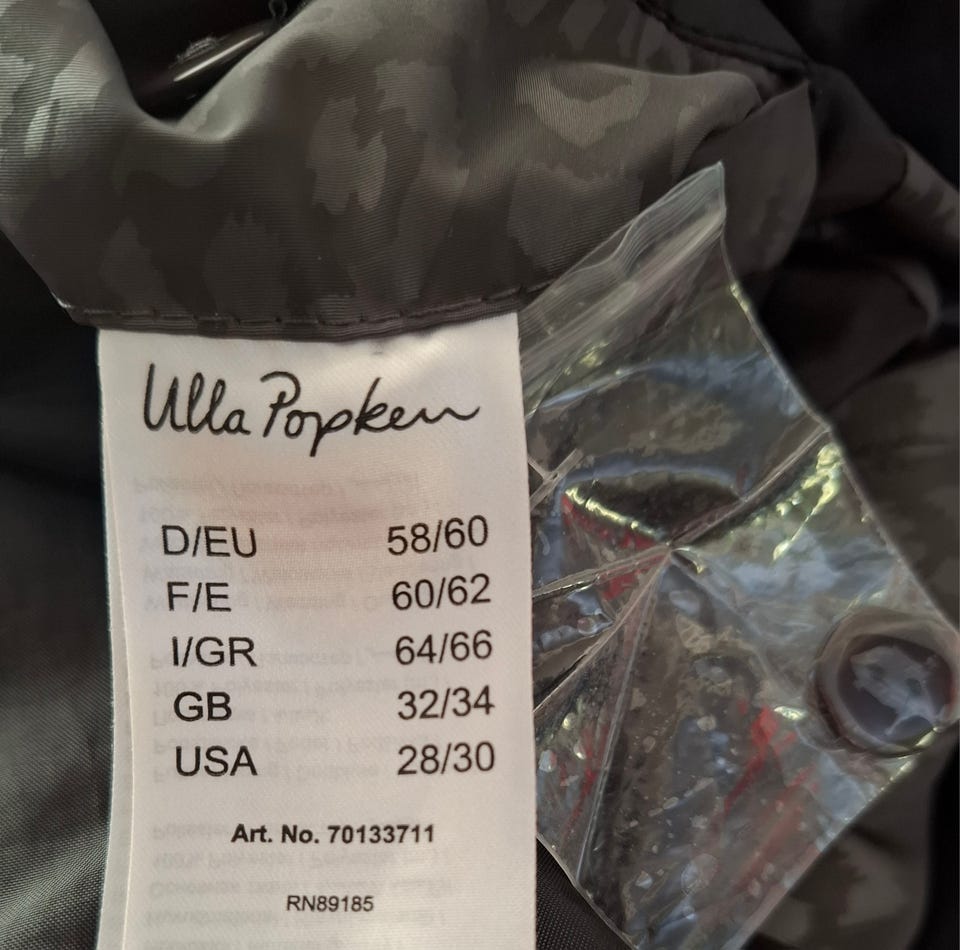 Ulla Popken
D/EU 58/60
F/E 60/62
I/GR 64/66
GB 32/34
USA 28/30
Art. No. 70133711
RN89185